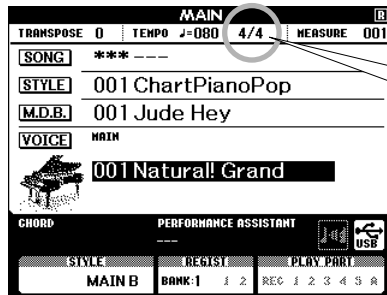 MAIN
TRANSPOSE 0 TEMPO ♩=080 4/4 MEASURE 001
SONG *** ---
STYLE 001 ChartPianoPop
M.D.B. 001 Jude Hey
VOICE MAIN
001 Natural! Grand
CHORD PERFORMANCE ASSISTANT
---
USB
STYLE REGIST PLAY PART
MAIN B BANK:1 1 2 REC 1 2 3 4 5 A